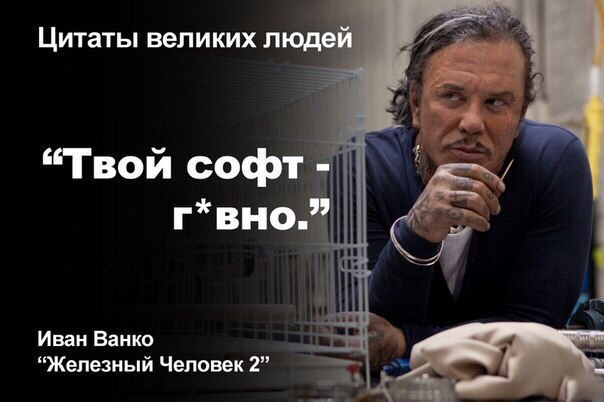 Цитаты великих людей
“Твой софт -
г*вно.”
Иван Ванко
“Железный Человек 2”